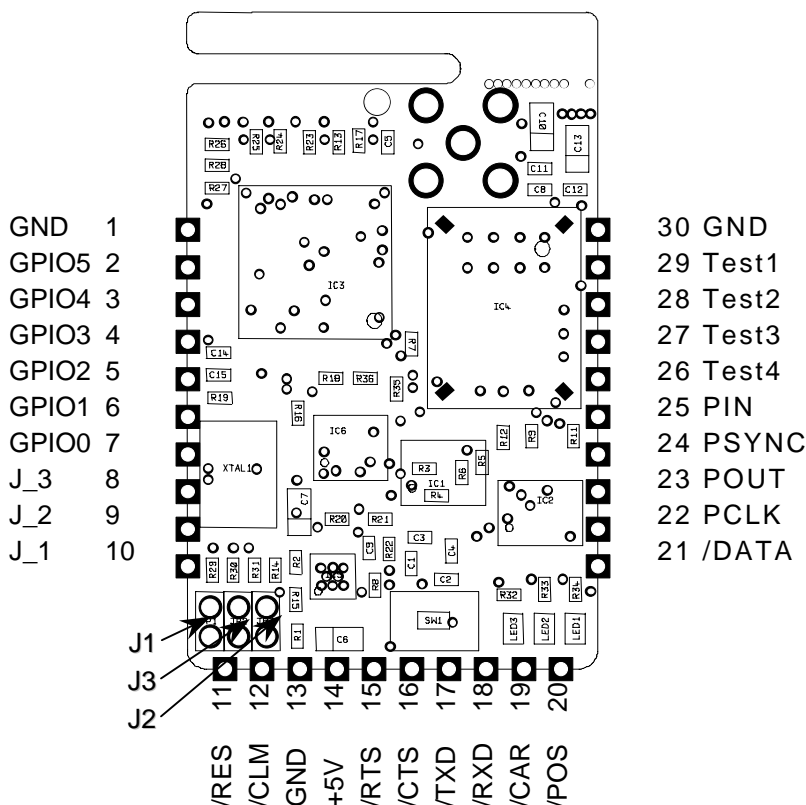 R26
R25
R24
R23
R13
R17
C5
C10
C13
R28
R27
C11
C8
C12
GND 1
GPIO5 2
GPIO4 3
GPIO3 4
GPIO2 5
GPIO1 6
GPIO0 7
J_3 8
J_2 9
J_1 10
30 GND
29 Test1
28 Test2
27 Test3
26 Test4
25 PIN
24 PSYNC
23 POUT
22 PCLK
21 /DATA
IC3
IC4
R7
C14
C15
R19
R18
R36
R35
R16
IC6
R12
R9
R11
XTAL1
R3
R6
R5
IC1
R4
IC2
C7
R20
R21
C3
C9
R22
C1
C4
C2
R29
R30
R31
R14
R2
R8
R15
R32
R33
R34
R1
C6
SW1
LED3
LED2
LED1
J1
J3
J2
11
12
13
14
15
16
17
18
19
20
/RES
/CLM
GND
+5V
/RTS
/CTS
/TXD
/RXD
/CAR
/POS